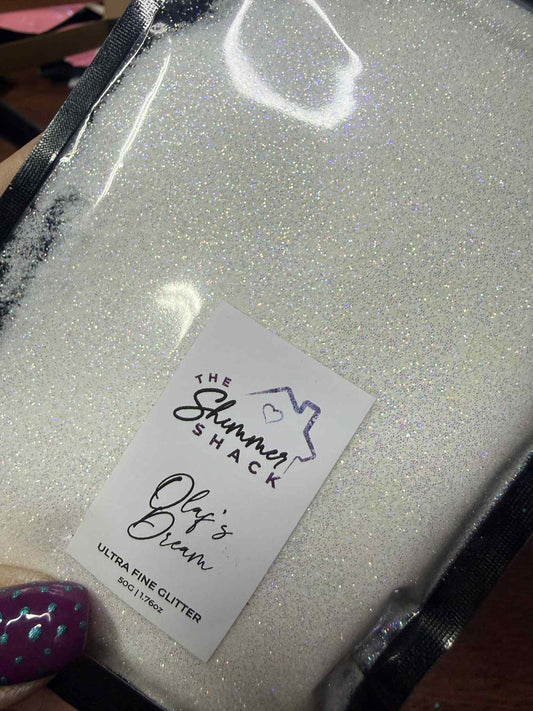 THE
Shimmer
SHACK
Olaf's
Dream
ULTRA FINE GLITTER
50G | 1.76oz